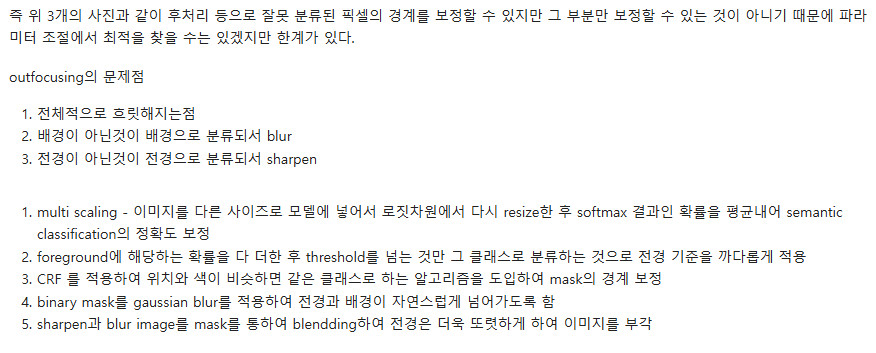 즉 위 3개의 사진과 같이 후처리 등으로 잘못 분류된 픽셀의 경계를 보정할 수 있지만 그 부분만 보정할 수 있는 것이 아니기 때문에 파라
미터 조절에서 최적을 찾을 수는 있겠지만 한계가 있다.
outfocusing의 문제점
1. 전체적으로 흐릿해지는점
2. 배경이 아닌것이 배경으로 분류되서 blur
3. 전경이 아닌것이 전경으로 분류되서 sharpen
1. multi scaling - 이미지를 다른 사이즈로 모델에 넣어서 로짓차원에서 다시 resize한 후 softmax 결과인 확률을 평균내어 semantic
classification의 정확도 보정
2. foreground에 해당하는 확률을 다 더한 후 threshold를 넘는 것만 그 클래스로 분류하는 것으로 전경 기준을 까다롭게 적용
3. CRF 를 적용하여 위치와 색이 비슷하면 같은 클래스로 하는 알고리즘을 도입하여 mask의 경계 보정
4. binary mask를 gaussian blur를 적용하여 전경과 배경이 자연스럽게 넘어가도록 함
5. sharpen과 blur image를 mask를 통하여 blendding하여 전경은 더욱 또렷하게 하여 이미지를 부각